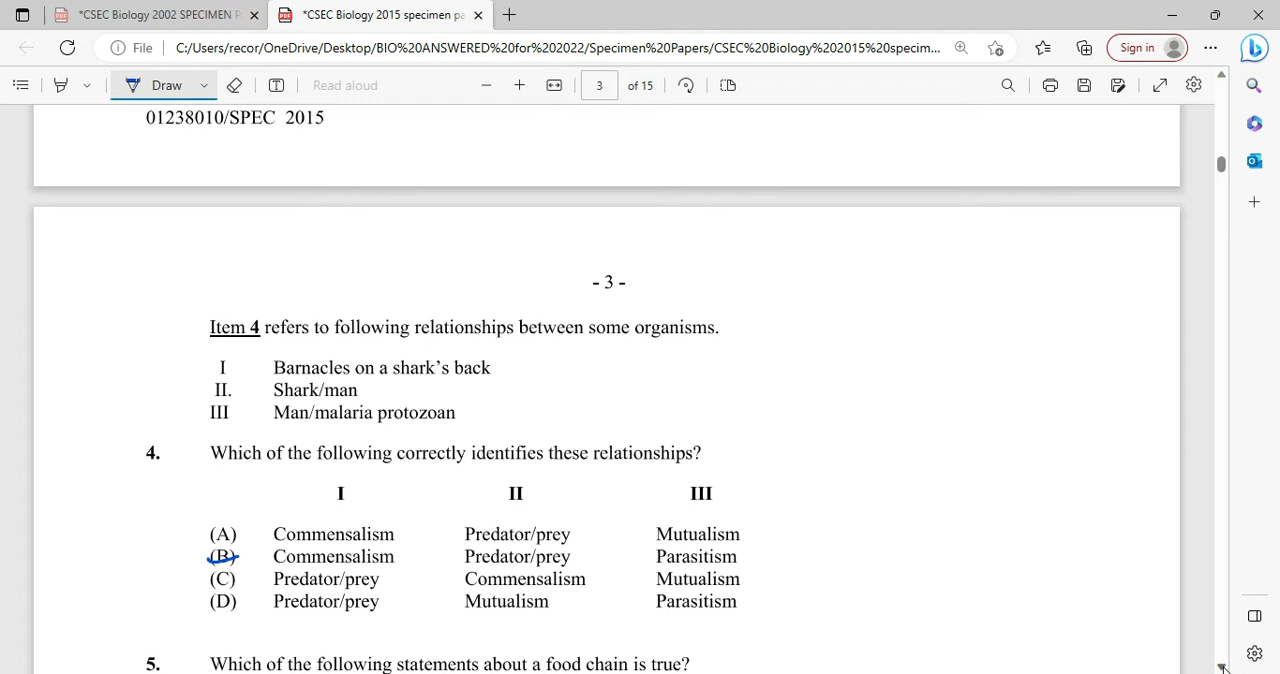 *CSEC Biology 2002 SPECIMEN P
*CSEC Biology 2015 specimen pa
File C:/Users/recor/OneDrive/Desktop/BIO%20ANSWERED%20for%202022/Specimen%20Papers/CSEC%20Biology%202015%20specim... Sign in
Draw Read aloud 3 of 15
01238010/SPEC 2015
- 3 -
Item 4 refers to following relationships between some organisms.
I Barnacles on a shark's back
II. Shark/man
III Man/malaria protozoan
4. Which of the following correctly identifies these relationships?
I II III
(A) Commensalism Predator/prey Mutualism
(B) Commensalism Predator/prey Parasitism
(C) Predator/prey Commensalism Mutualism
(D) Predator/prey Mutualism Parasitism
5. Which of the following statements about a food chain is true?